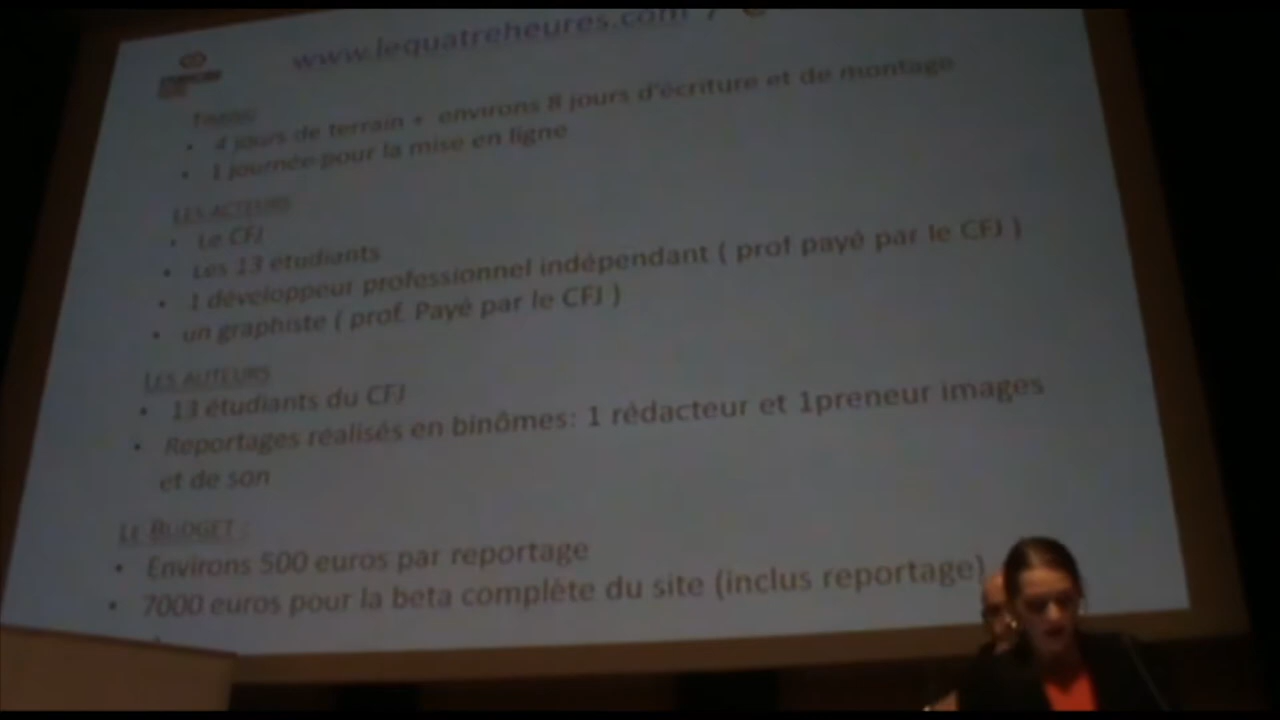 www.lequatreheures.com /
TIMING
• 4 jours de terrain + environs 8 jours d'écriture et de montage
• 1 journée pour la mise en ligne
LES ACTEURS
• Le CFJ
• Les 13 étudiants
• 1 développeur professionnel indépendant ( prof payé par le CFJ )
• un graphiste ( prof. Payé par le CFJ )
LES AUTEURS
• 13 étudiants du CFJ
• Reportages réalisés en binômes: 1 rédacteur et 1preneur images
et de son
LE BUDGET :
• Environs 500 euros par reportage
• 7000 euros pour la beta complète du site (inclus reportage)